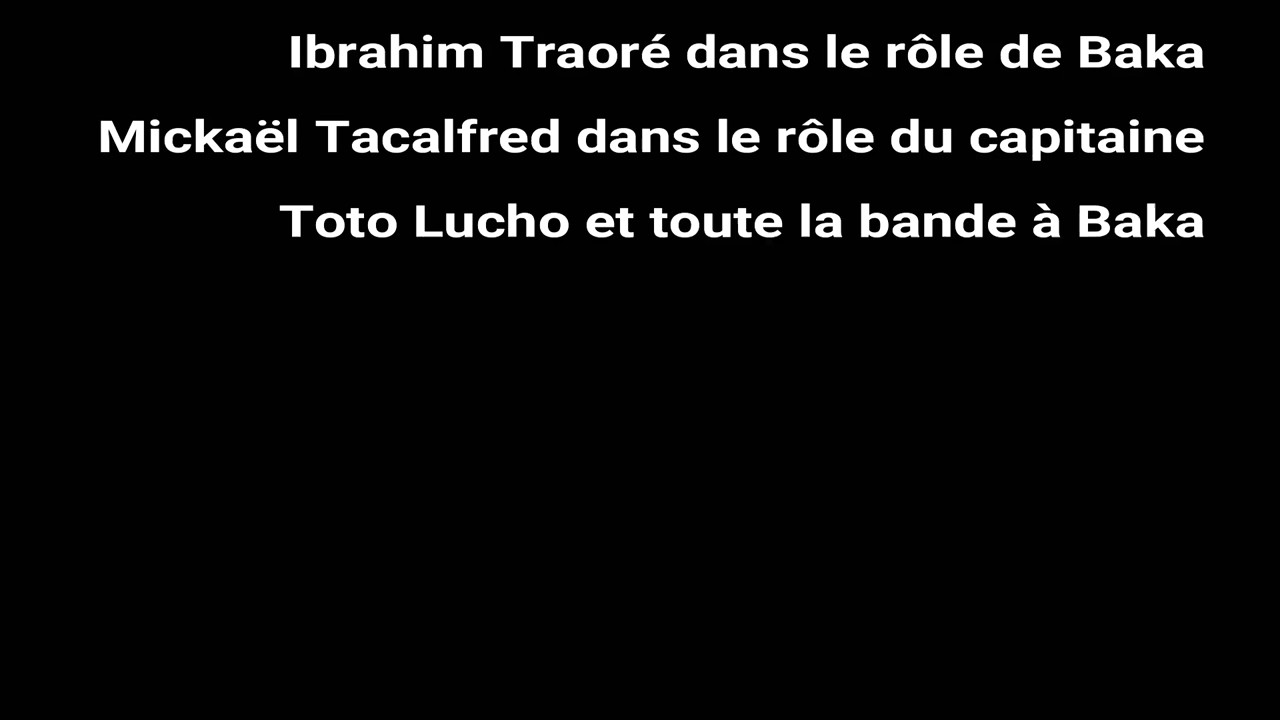 Ibrahim Traoré dans le rôle de Baka
Mickaël Tacalfred dans le rôle du capitaine
Toto Lucho et toute la bande à Baka